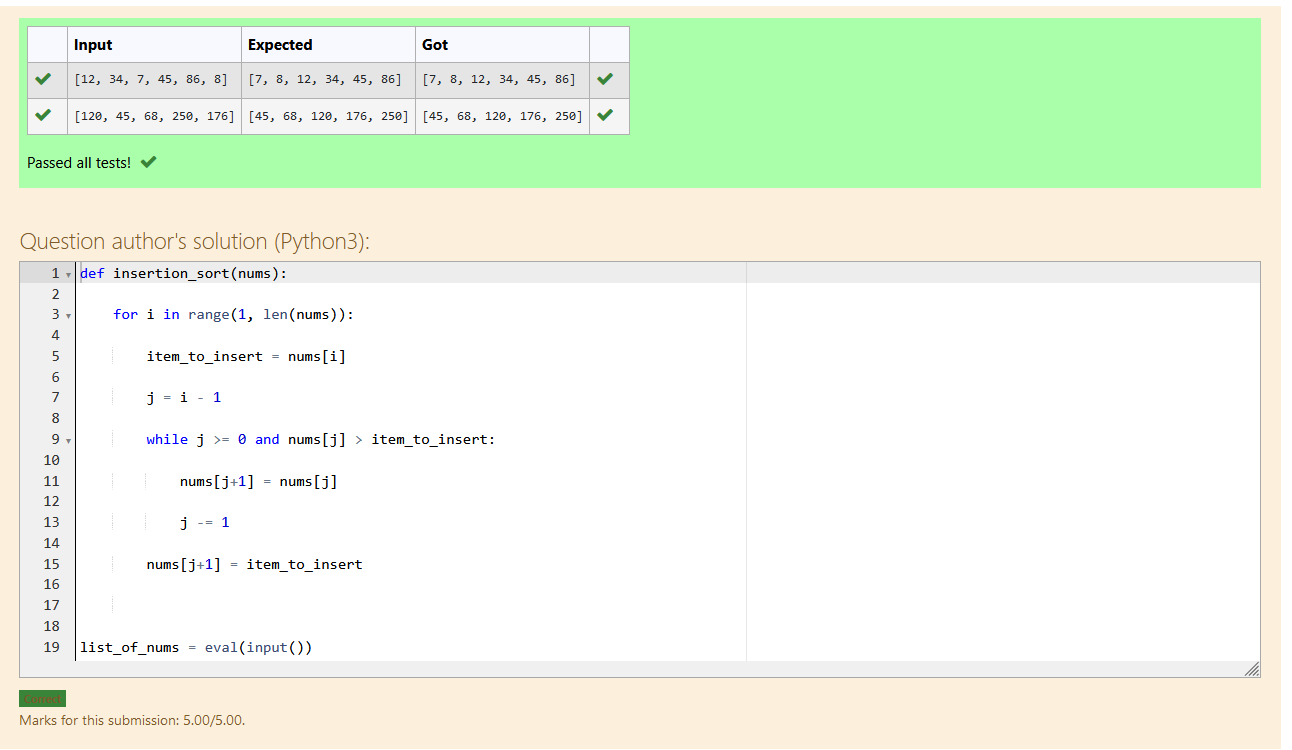 Input Expected Got
[12, 34, 7, 45, 86, 8] [7, 8, 12, 34, 45, 86] [7, 8, 12, 34, 45, 86]
[120, 45, 68, 250, 176] [45, 68, 120, 176, 250] [45, 68, 120, 176, 250]
Passed all tests!
Question author's solution (Python3):
1 def insertion_sort(nums):
2
3     for i in range(1, len(nums)):
4
5         item_to_insert = nums[i]
6
7         j = i - 1
8
9         while j >= 0 and nums[j] > item_to_insert:
10
11             nums[j+1] = nums[j]
12
13             j -= 1
14
15         nums[j+1] = item_to_insert
16
17
18
19 list_of_nums = eval(input())
Correct
Marks for this submission: 5.00/5.00.